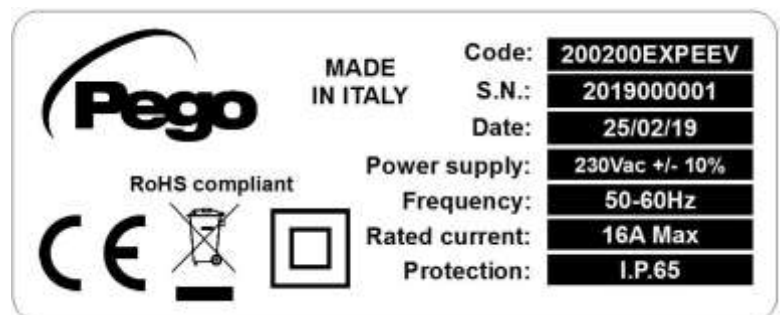 Pego
MADE
IN ITALY
RoHS compliant
CE
Code: 200200EXPEEV
S.N.: 2019000001
Date: 25/02/19
Power supply: 230Vac +/- 10%
Frequency: 50-60Hz
Rated current: 16A Max
Protection: I.P.65